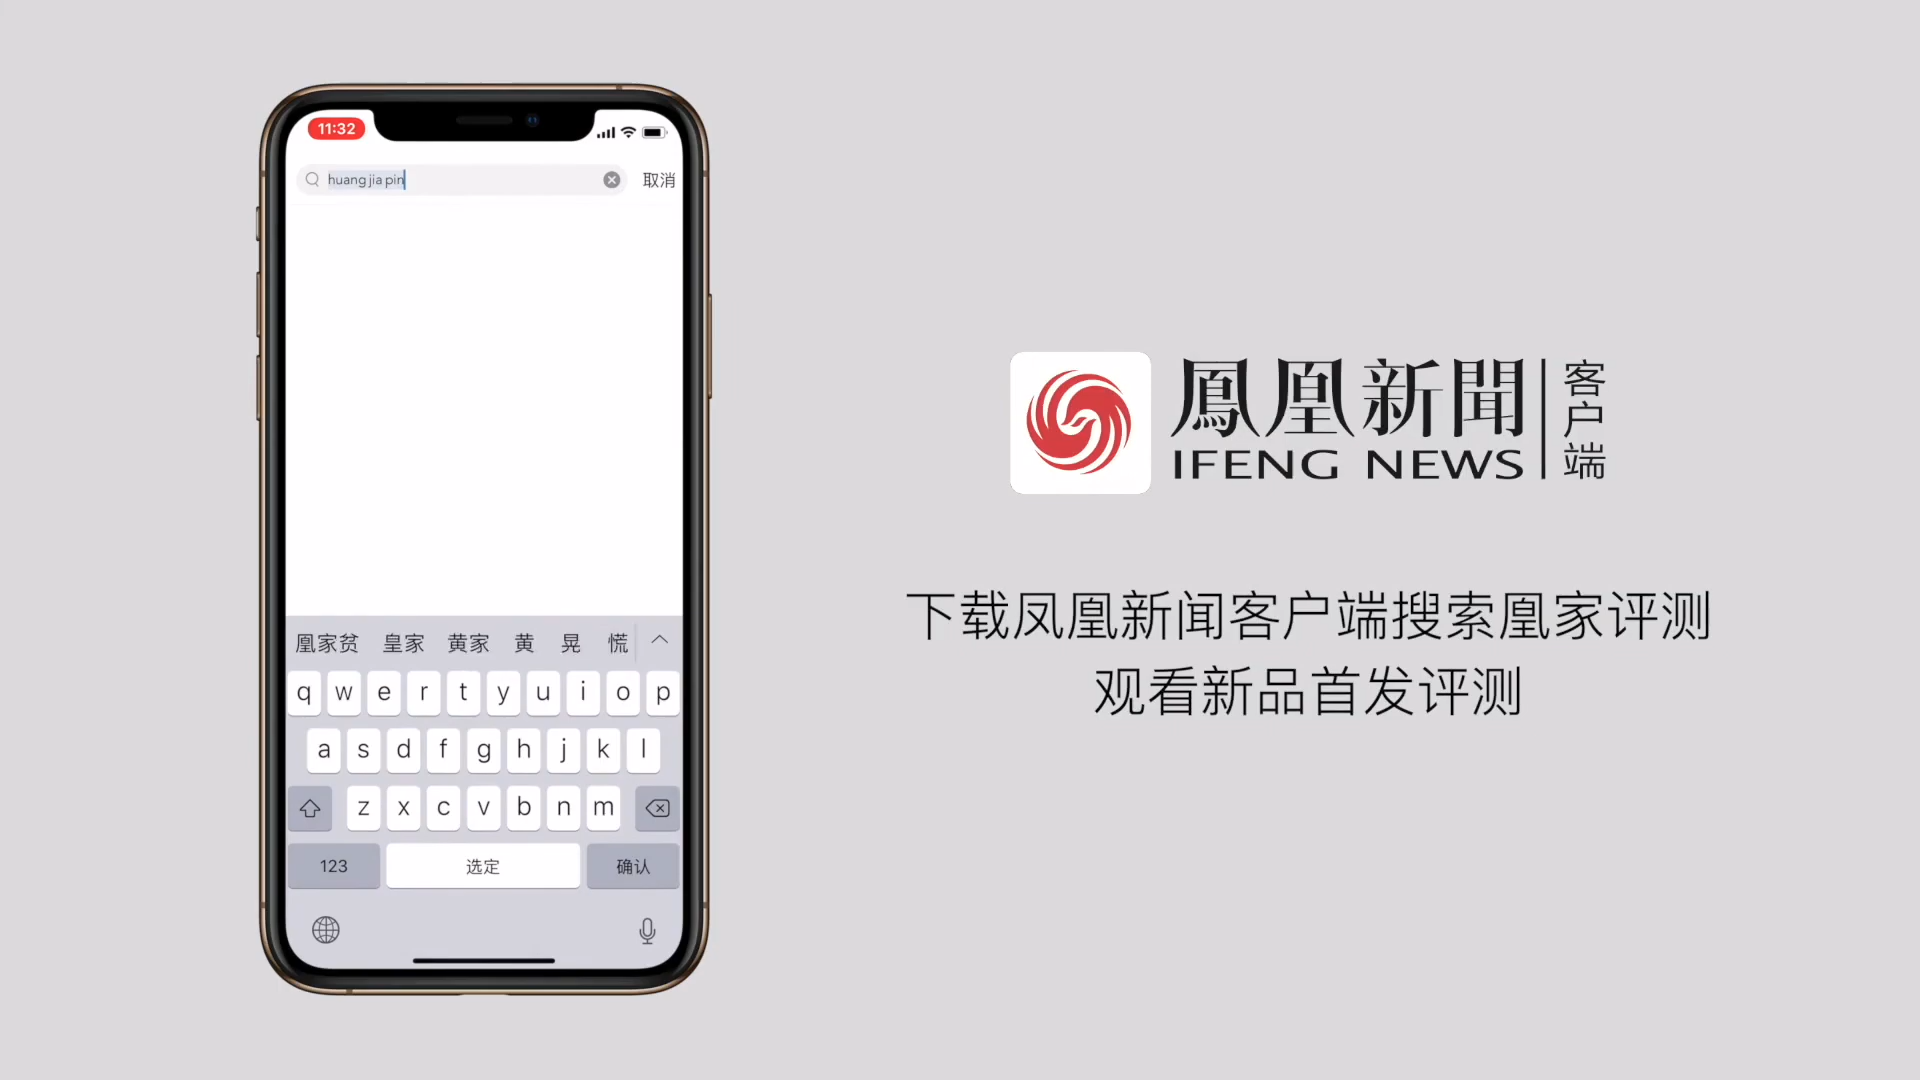 11:32
huang jia pin
取消
凰家贫 皇家 黄家 黄 晃 慌
q w e r t y u i o p
a s d f g h j k l
z x c v b n m
123 选定 确认
鳳凰新聞
IFENG NEWS
客户端
下载凤凰新闻客户端搜索凰家评测
观看新品首发评测